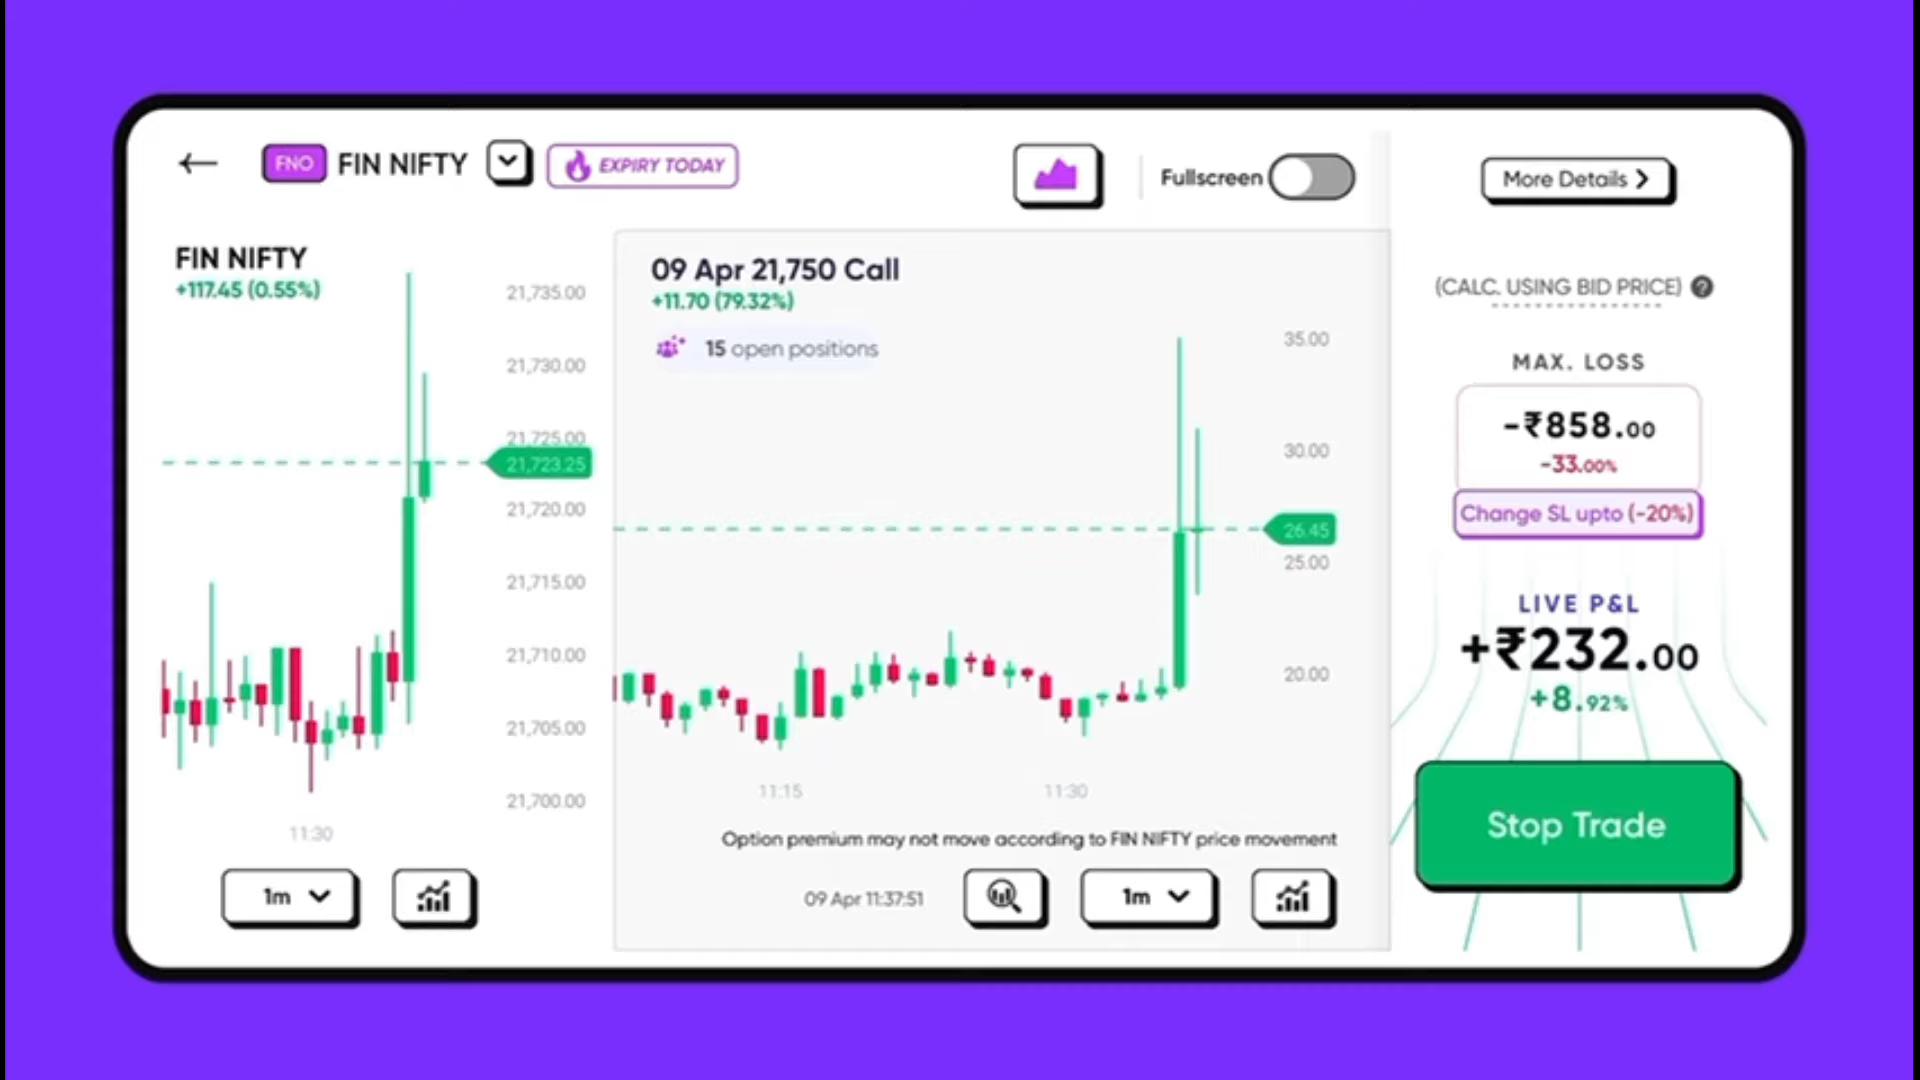 FNO FIN NIFTY
EXPIRY TODAY
Fullscreen
More Details
FIN NIFTY
+117.45 (0.55%)
21,735.00
21,730.00
21,725.00
21,723.25
21,720.00
21,715.00
21,710.00
21,705.00
21,700.00
11:30
1m
09 Apr 21,750 Call
+11.70 (79.32%)
15 open positions
35.00
30.00
26.45
25.00
20.00
11:15
11:30
Option premium may not move according to FIN NIFTY price movement
09 Apr 11:37:51
1m
(CALC. USING BID PRICE) ?
MAX. LOSS
-₹858.00
-33.00%
Change SL upto (-20%)
LIVE P&L
+₹232.00
+8.92%
Stop Trade